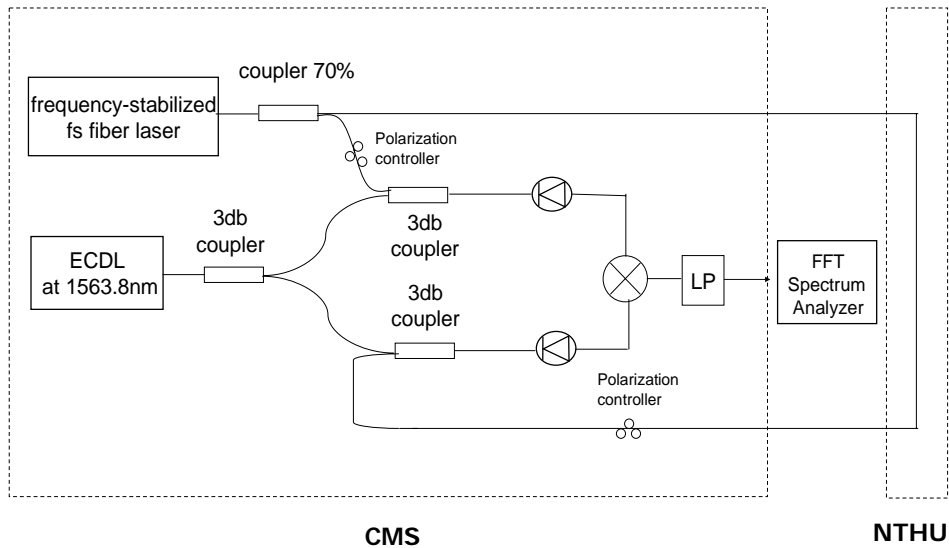 coupler 70%
frequency-stabilized
fs fiber laser
Polarization
controller
3db
coupler
3db
coupler
ECDL
at 1563.8nm
LP
FFT
Spectrum
Analyzer
3db
coupler
Polarization
controller
CMS
NTHU